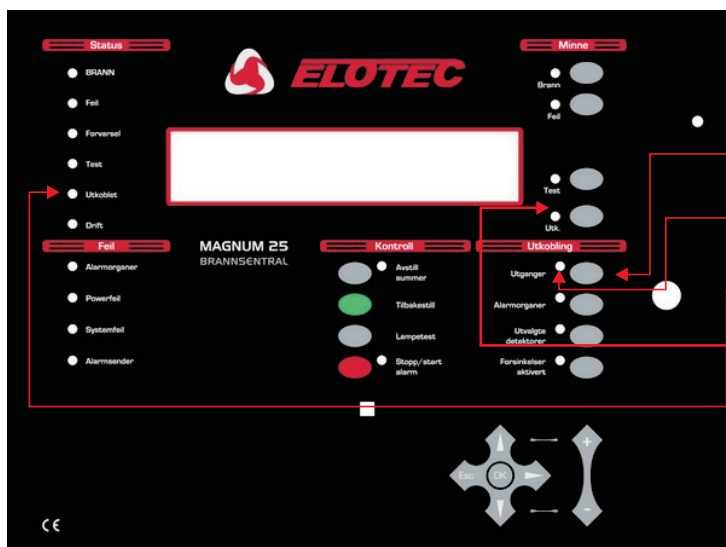 Status
BRANN
Feil
Forvarsel
Test
Utkoblet
Drift
Feil
Alarmorganer
Powerfeil
Systemfeil
Alarmsender
ELOTEC
MAGNUM 25
BRANNSENTRAL
Kontroll
Avstill
summer
Tilbakestill
Lampetest
Stopp/start
alarm
Minne
Brann
Feil
Test
Utk.
Utkobling
Utganger
Alarmorganer
Utvalgte
detektorer
Forsinkelser
aktivert
Esc
OK
+
-
CE